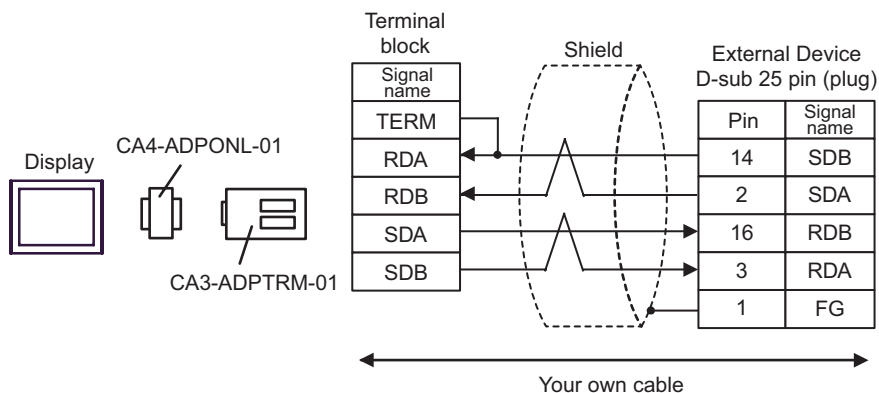 Display
CA4-ADPONL-01
CA3-ADPTRM-01
Terminal
block
Signal
name
TERM
RDA
RDB
SDA
SDB
Shield
External Device
D-sub 25 pin (plug)
Pin Signal
name
14 SDB
2 SDA
16 RDB
3 RDA
1 FG
Your own cable